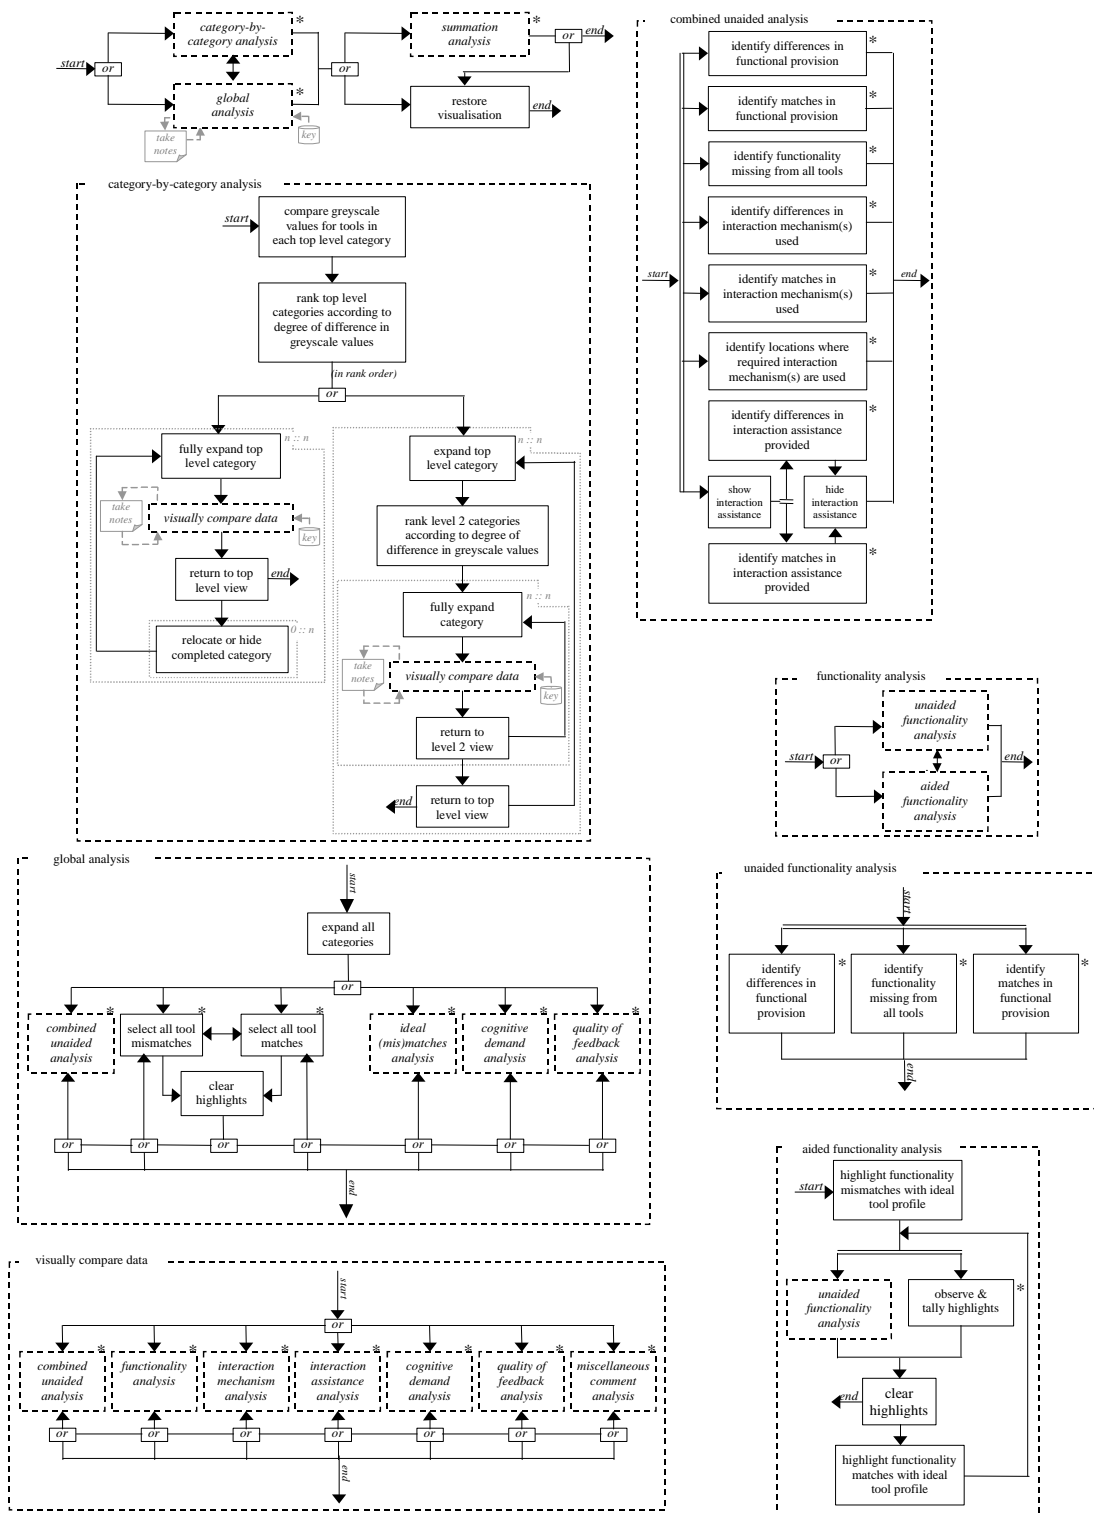 category-by-
category analysis
*
start
or
global
analysis
*
take
notes
key
or
summation
analysis
*
or
end
restore
visualisation
end
category-by-category analysis
start
compare greyscale
values for tools in
each top level category
rank top level
categories according to
degree of difference in
greyscale values
(in rank order)
or
n :: n
fully expand top
level category
take
notes
visually compare data
key
return to top
level view
end
0 :: n
relocate or hide
completed category
n :: n
expand top
level category
rank level 2 categories
according to degree of
difference in greyscale values
n :: n
fully expand
category
take
notes
visually compare data
key
return to
level 2 view
end
return to top
level view
combined unaided analysis
start
identify differences in
functional provision
*
identify matches in
functional provision
*
identify functionality
missing from all tools
*
identify differences in
interaction mechanism(s)
used
*
identify matches in
interaction mechanism(s)
used
*
identify locations where
required interaction
mechanism(s) are used
*
identify differences in
interaction assistance
provided
*
show
interaction
assistance
hide
interaction
assistance
identify matches in
interaction assistance
provided
*
end
functionality analysis
start
or
unaided
functionality
analysis
aided
functionality
analysis
end
global analysis
start
expand all
categories
or
combined
unaided
analysis
*
select all tool
mismatches
*
select all tool
matches
*
clear
highlights
ideal
(mis)matches
analysis
*
cognitive
demand
analysis
*
quality of
feedback
analysis
*
or
or
or
or
or
or
or
end
unaided functionality analysis
start
identify
differences in
functional
provision
*
identify
functionality
missing from
all tools
*
identify
matches in
functional
provision
*
end
aided functionality analysis
start
highlight functionality
mismatches with ideal
tool profile
unaided
functionality
analysis
observe &
tally highlights
*
clear
highlights
end
highlight functionality
matches with ideal
tool profile
visually compare data
start
or
combined
unaided
analysis
*
functionality
analysis
*
interaction
mechanism
analysis
*
interaction
assistance
analysis
*
cognitive
demand
analysis
*
quality of
feedback
analysis
*
miscellaneous
comment
analysis
*
or
or
or
or
or
or
or
end